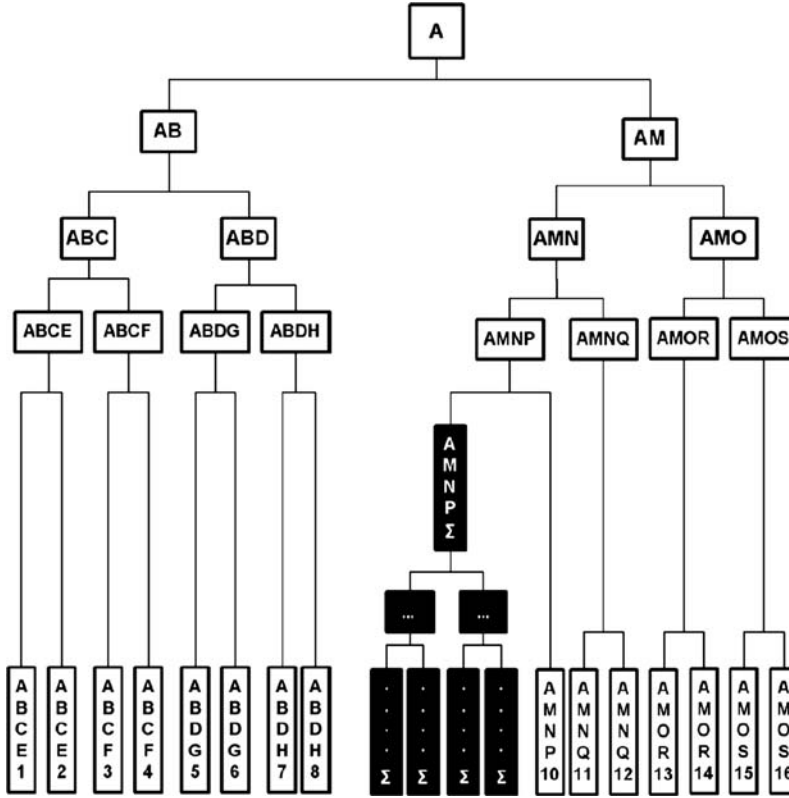 A
AB
AM
ABC
ABD
AMN
AMO
ABCE
ABCF
ABDG
ABDH
AMNP
AMNQ
AMOR
AMOS
AMNPΣ
...
...
ABCE1
ABCE2
ABCF3
ABCF4
ABDG5
ABDG6
ABDH7
ABDH8
....Σ
....Σ
....Σ
....Σ
AMNP10
AMNQ11
AMNQ12
AMOR13
AMOR14
AMOS15
AMOS16